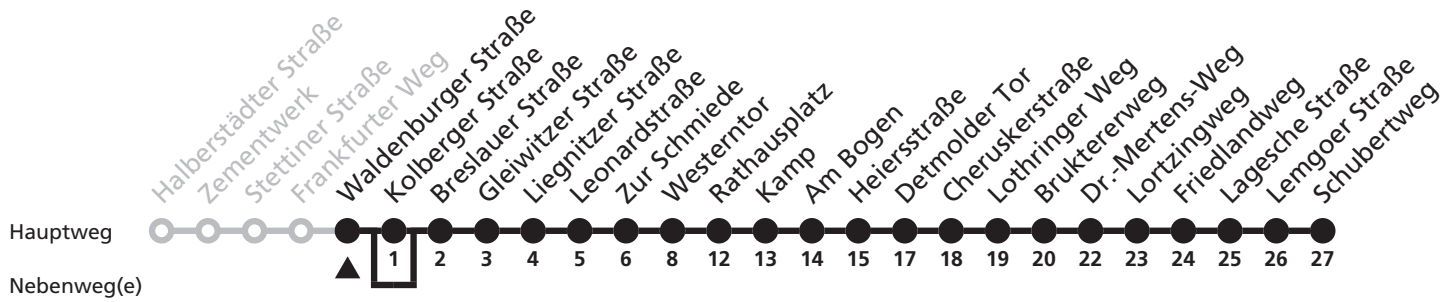 Halberstädter Straße
Zementwerk
Stettiner Straße
Frankfurter Weg
Waldenburger Straße
Kolberger Straße
Breslauer Straße
Gleiwitzer Straße
Liegnitzer Straße
Leonardstraße
Zur Schmiede
Westerntor
Rathausplatz
Kamp
Am Bogen
Heiersstraße
Detmolder Tor
Cheruskerstraße
Lothringer Weg
Bruktererweg
Dr.-Mertens-Weg
Lortzingweg
Friedlandweg
Lagesche Straße
Lemgoer Straße
Schubertweg
Hauptweg
1 2 3 4 5 6 8 12 13 14 15 17 18 19 20 22 23 24 25 26 27
Nebenweg(e)